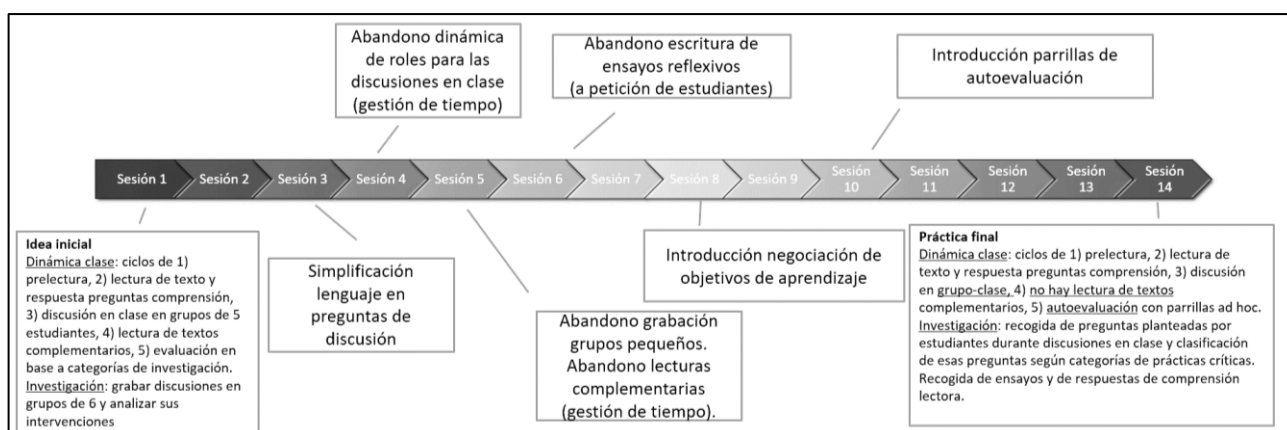 Abandono dinámica
de roles para las
discusiones en clase
(gestión de tiempo)
Abandono escritura de
ensayos reflexivos
(a petición de estudiantes)
Introducción parrillas de
autoevaluación
Sesión 1
Sesión 2
Sesión 3
Sesión 4
Sesión 5
Sesión 6
Sesión 7
Sesión 8
Sesión 9
Sesión
10
Sesión
11
Sesión
12
Sesión
13
Sesión
14
Idea inicial
Dinámica clase: ciclos de 1)
prelectura, 2) lectura de texto y
respuesta preguntas comprensión,
3) discusión en clase en grupos de 5
estudiantes, 4) lectura de textos
complementarios, 5) evaluación en
base a categorías de investigación.
Investigación: grabar discusiones en
grupos de 6 y analizar sus
intervenciones
Simplificación
lenguaje en
preguntas de
discusión
Abandono grabación
grupos pequeños.
Abandono lecturas
complementarias
(gestión de tiempo).
Introducción negociación de
objetivos de aprendizaje
Práctica final
Dinámica clase: ciclos de 1) prelectura, 2) lectura de
texto y respuesta preguntas comprensión, 3) discusión
en grupo-clase, 4) no hay lectura de textos
complementarios, 5) autoevaluación con parrillas ad hoc.
Investigación: recogida de preguntas planteadas por
estudiantes durante discusiones en clase y clasificación
de esas preguntas según categorías de prácticas críticas.
Recogida de ensayos y de respuestas de comprensión
lectora.